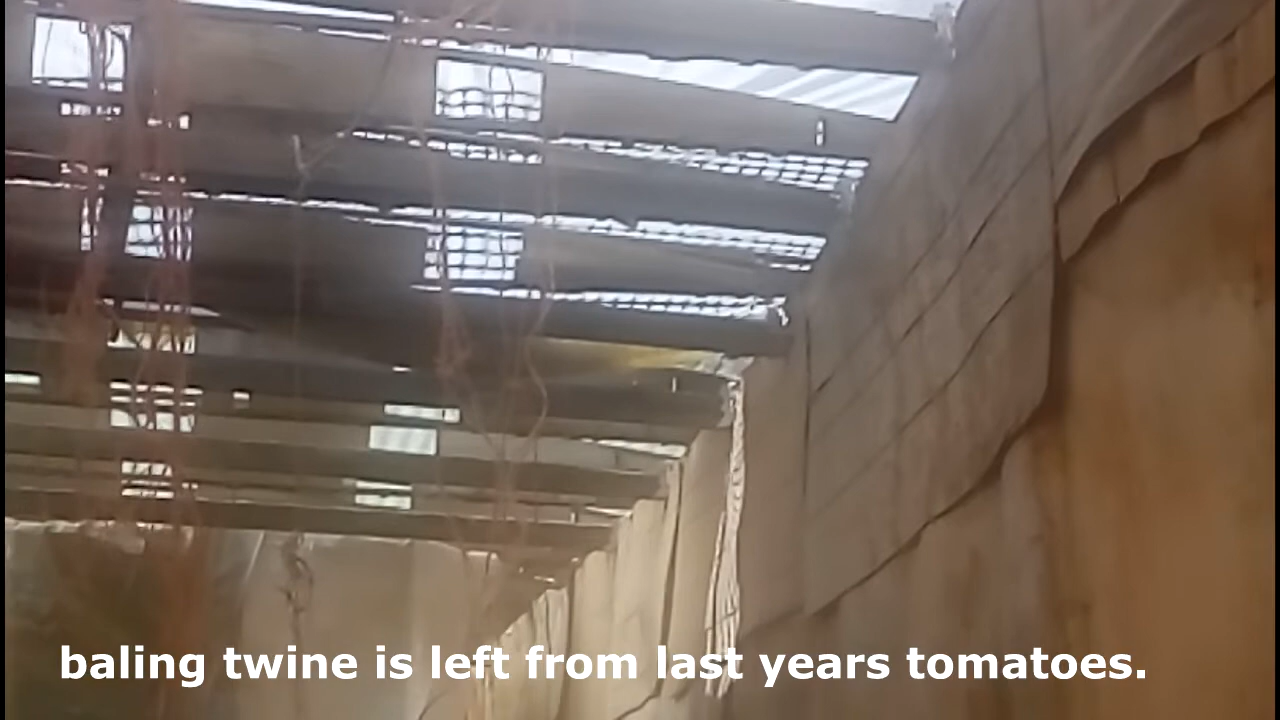 baling twine is left from last years tomatoes.